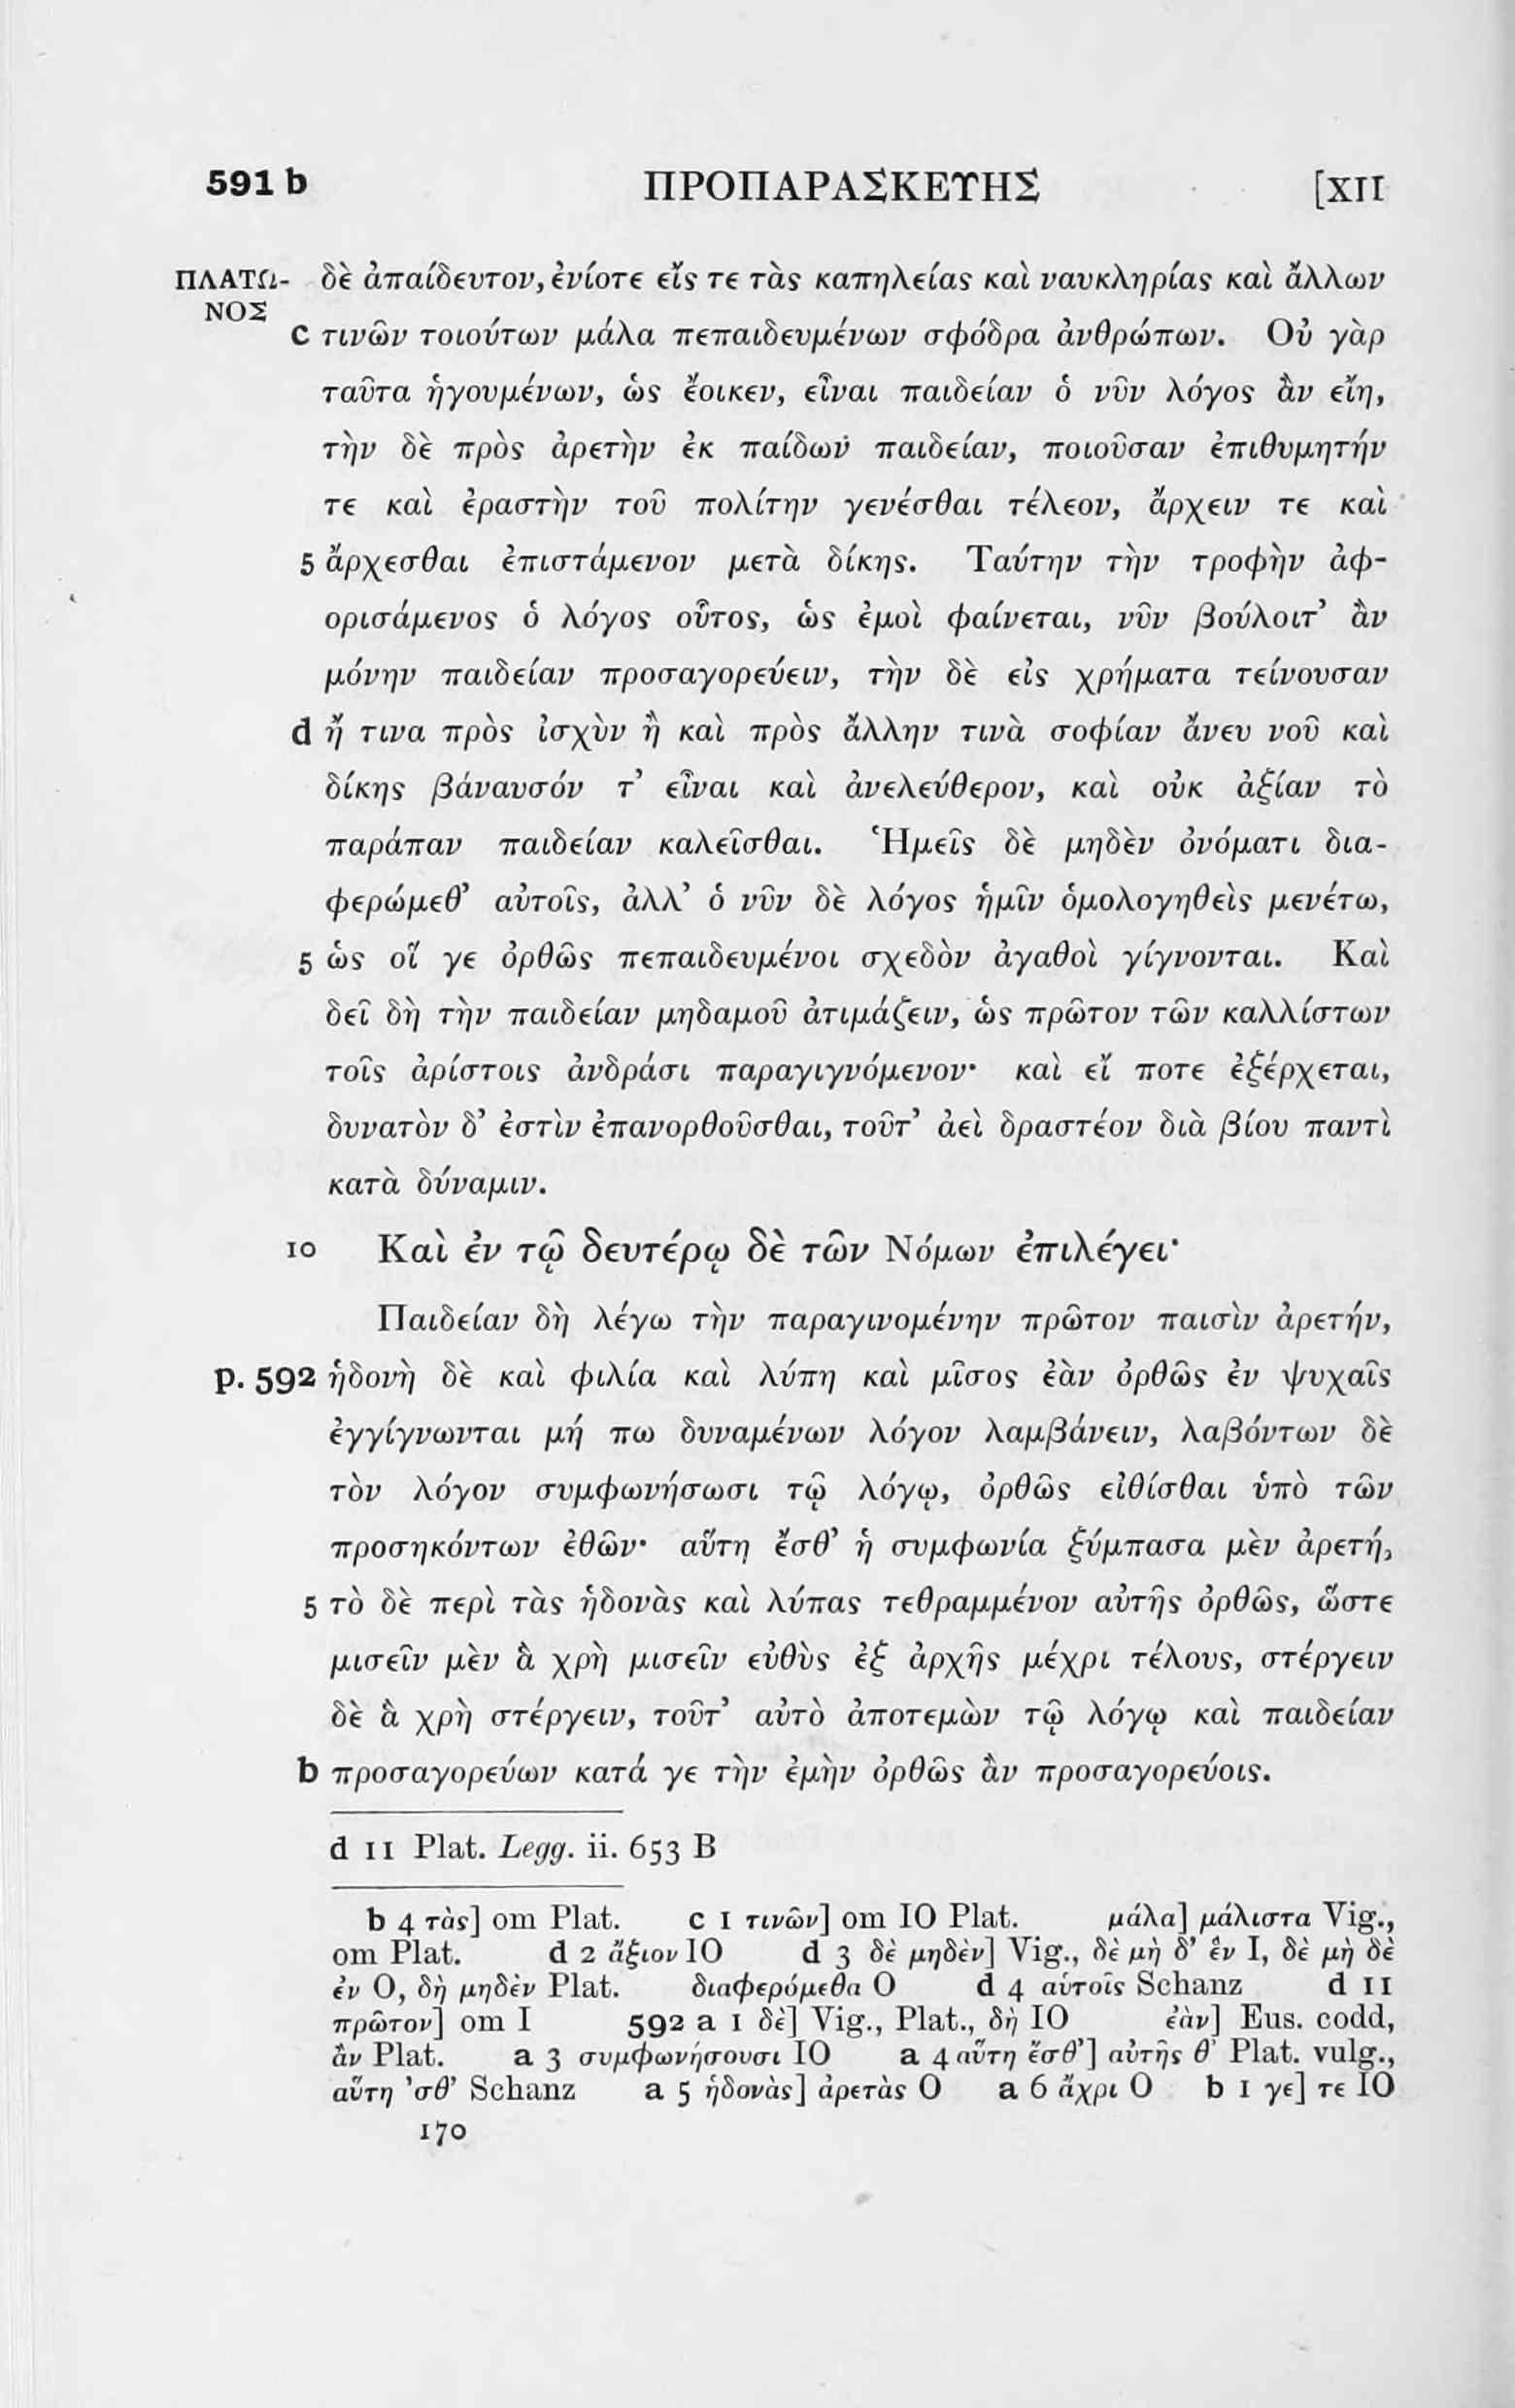 591 b ΠΡΟΠΑΡΑΣΚΕΥΗΣ [XII
ΠΛΑΤΩ- δὲ ἀπαίδευτον, ἐνίοτε εἴς τε τὰς καπηλείας καὶ ναυκληρίας καὶ ἄλλων
ΝΟΣ
c τινῶν τοιούτων μάλα πεπαιδευμένων σφόδρα ἀνθρώπων. Οὐ γὰρ
ταῦτα ἡγουμένων, ὡς ἔοικεν, εἶναι παιδείαν ὁ νῦν λόγος ἂν εἴη,
τὴν δὲ πρὸς ἀρετὴν ἐκ παίδων παιδείαν, ποιοῦσαν ἐπιθυμητήν
τε καὶ ἐραστὴν τοῦ πολίτην γενέσθαι τέλεον, ἄρχειν τε καὶ
5 ἄρχεσθαι ἐπιστάμενον μετὰ δίκης. Ταύτην τὴν τροφὴν ἀφ-
ορισάμενος ὁ λόγος οὗτος, ὡς ἐμοὶ φαίνεται, νῦν βούλοιτ’ ἂν
μόνην παιδείαν προσαγορεύειν, τὴν δὲ εἰς χρήματα τείνουσαν
d ἤ τινα πρὸς ἰσχὺν ἢ καὶ πρὸς ἄλλην τινὰ σοφίαν ἄνευ νοῦ καὶ
δίκης βάναυσόν τ’ εἶναι καὶ ἀνελεύθερον, καὶ οὐκ ἀξίαν τὸ
παράπαν παιδείαν καλεῖσθαι. Ἡμεῖς δὲ μηδὲν ὀνόματι δια-
φερώμεθ’ αὐτοῖς, ἀλλ’ ὁ νῦν δὲ λόγος ἡμῖν ὁμολογηθεὶς μενέτω,
5 ὡς οἵ γε ὀρθῶς πεπαιδευμένοι σχεδὸν ἀγαθοὶ γίγνονται. Καὶ
δεῖ δὴ τὴν παιδείαν μηδαμοῦ ἀτιμάζειν, ὡς πρῶτον τῶν καλλίστων
τοῖς ἀρίστοις ἀνδράσι παραγιγνόμενον· καὶ εἴ ποτε ἐξέρχεται,
δυνατὸν δ’ ἐστὶν ἐπανορθοῦσθαι, τοῦτ’ ἀεὶ δραστέον διὰ βίου παντὶ
κατὰ δύναμιν.
10 Καὶ ἐν τῷ δευτέρῳ δὲ τῶν Νόμων ἐπιλέγει·
Παιδείαν δὴ λέγω τὴν παραγινομένην πρῶτον παισὶν ἀρετήν,
p. 592 ἡδονὴ δὲ καὶ φιλία καὶ λύπη καὶ μῖσος ἐὰν ὀρθῶς ἐν ψυχαῖς
ἐγγίγνωνται μή πω δυναμένων λόγον λαμβάνειν, λαβόντων δὲ
τὸν λόγον συμφωνήσωσι τῷ λόγῳ, ὀρθῶς εἰθίσθαι ὑπὸ τῶν
προσηκόντων ἐθῶν· αὕτη ἔσθ’ ἡ συμφωνία ξύμπασα μὲν ἀρετή,
5 τὸ δὲ περὶ τὰς ἡδονὰς καὶ λύπας τεθραμμένον αὐτῆς ὀρθῶς, ὥστε
μισεῖν μὲν ἃ χρὴ μισεῖν εὐθὺς ἐξ ἀρχῆς μέχρι τέλους, στέργειν
δὲ ἃ χρὴ στέργειν, τοῦτ’ αὐτὸ ἀποτεμὼν τῷ λόγῳ καὶ παιδείαν
b προσαγορεύων κατά γε τὴν ἐμὴν ὀρθῶς ἂν προσαγορεύοις.
d 11 Plat. Legg. ii. 653 B
b 4 τὰς] om Plat. c 1 τινῶν] om IO Plat. μάλα] μάλιστα Vig.,
om Plat. d 2 ἄξιον IO d 3 δὲ μηδὲν] Vig., δὲ μὴ δ’ ἐν I, δὲ μὴ δὲ
ἐν O, δὴ μηδὲν Plat. διαφερόμεθα O d 4 αὑτοῖς Schanz d 11
πρῶτον] om I 592 a 1 δὲ] Vig., Plat., δὴ IO ἐὰν] Eus. codd,
ἂν Plat. a 3 συμφωνήσουσι IO a 4 αὕτη ἔσθ’] αὐτῆς θ’ Plat. vulg.,
αὕτη ’σθ’ Schanz a 5 ἡδονὰς] ἀρετὰς O a 6 ἄχρι O b 1 γε] τε IO
170